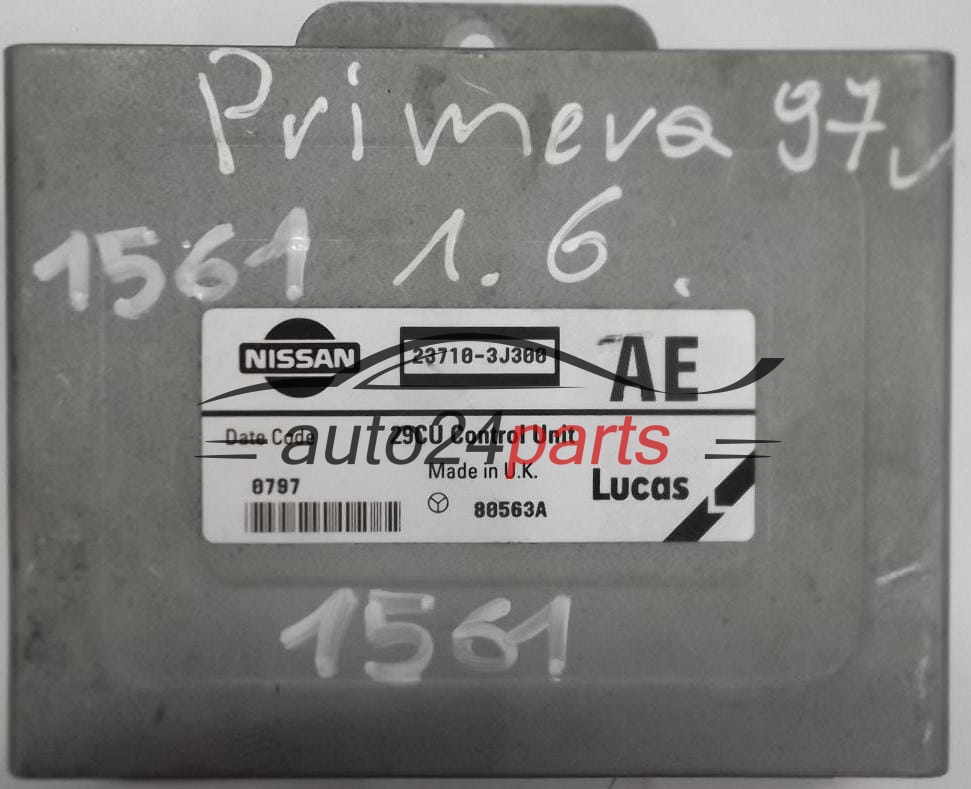 Primera 97
1561 1.6.
NISSAN
23710-3J300
AE
Date Code
29CU Control Unit
auto24parts
Made in U.K.
0797
80563A
Lucas
1561